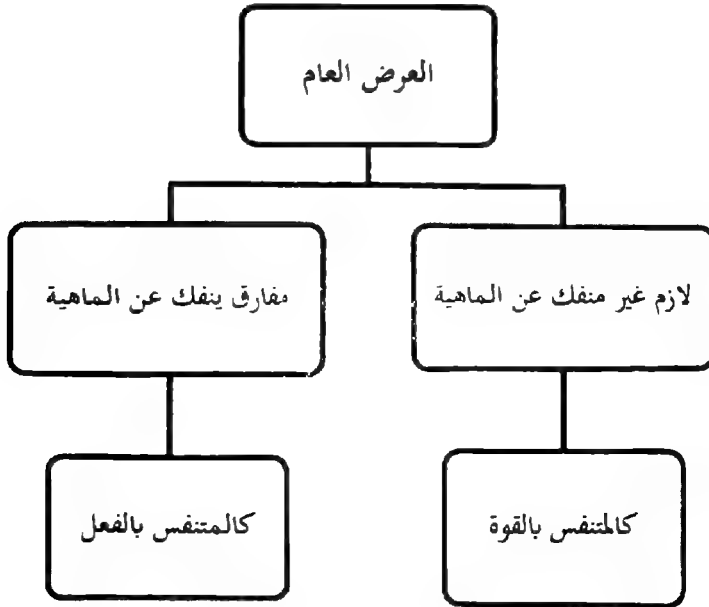 العرض العام
لازم غير منفك عن الماهية
مفارق ينفك عن الماهية
كالمتنفس بالقوة
كالمتنفس بالفعل